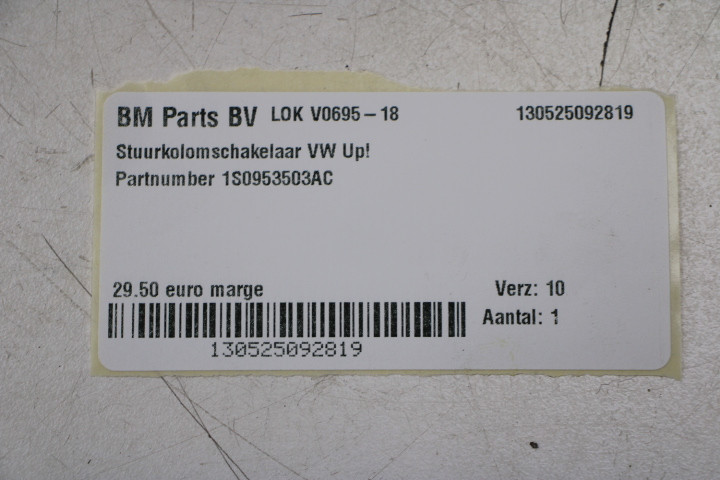 BM Parts BV LOK V0695-18 130525092819
Stuurkolomschakelaar VW Up!
Partnumber 1S0953503AC
29.50 euro marge Verz: 10
Aantal: 1
130525092819